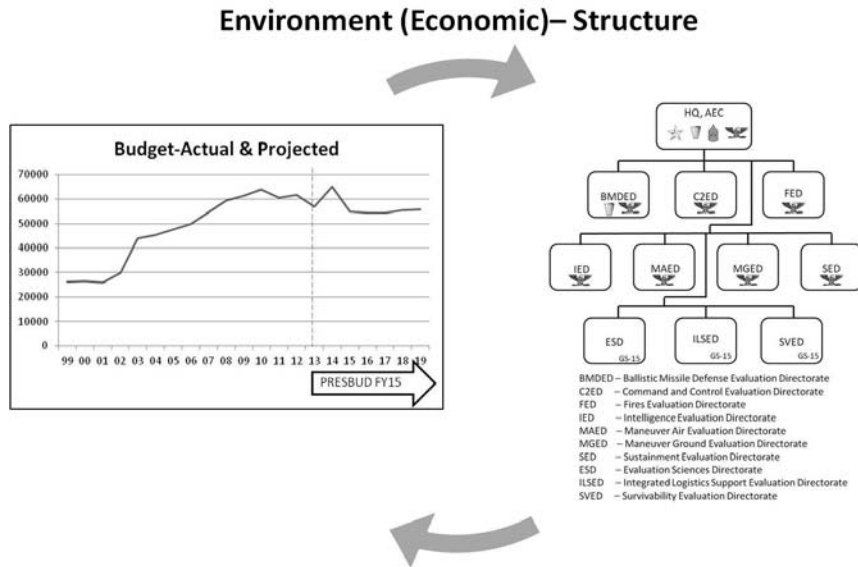 Environment (Economic)– Structure
Budget-Actual & Projected
70000
60000
50000
40000
30000
20000
10000
0
99 00 01 02 03 04 05 06 07 08 09 10 11 12 13 14 15 16 17 18 19
PRESBUD FY15
HQ, AEC
BMDED
C2ED
FED
IED
MAED
MGED
SED
ESD
GS-15
ILSED
GS-15
SVED
GS-15
BMDED – Ballistic Missile Defense Evaluation Directorate
C2ED – Command and Control Evaluation Directorate
FED – Fires Evaluation Directorate
IED – Intelligence Evaluation Directorate
MAED – Maneuver Air Evaluation Directorate
MGED – Maneuver Ground Evaluation Directorate
SED – Sustainment Evaluation Directorate
ESD – Evaluation Sciences Directorate
ILSED – Integrated Logistics Support Evaluation Directorate
SVED – Survivability Evaluation Directorate